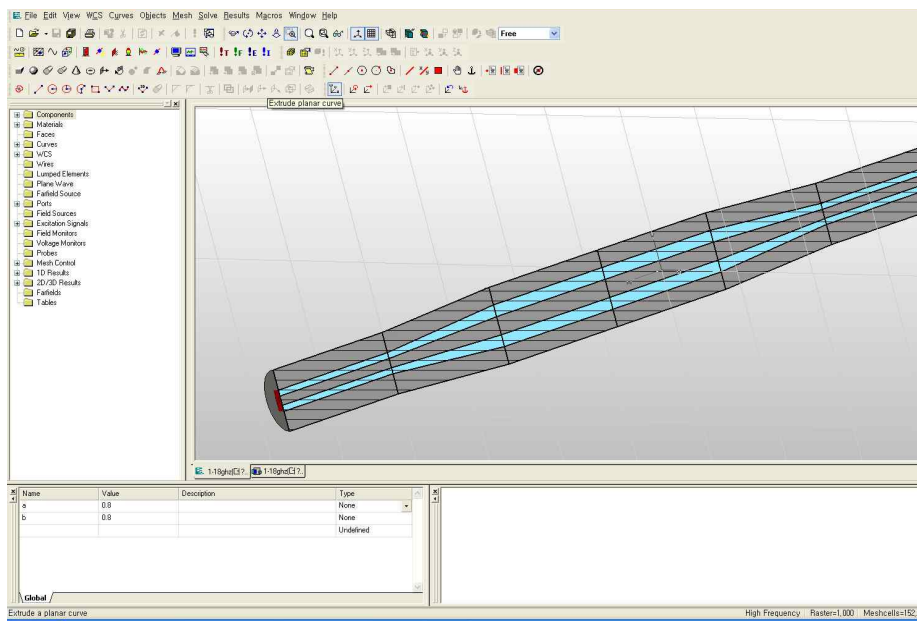 File Edit View WCS Curves Objects Mesh Solve Results Macros Window Help
Free
Extrude planar curve
Components
Materials
Faces
Curves
WCS
Wires
Lumped Elements
Plane Wave
Farfield Source
Ports
Field Sources
Excitation Signals
Field Monitors
Voltage Monitors
Probes
Mesh Control
1D Results
2D/3D Results
Farfields
Tables
Name Value Description Type
a 0.8 None
b 0.8 None
Undefined
Global
Extrude a planar curve
High Frequency Raster=1,000 Meshcells=152,